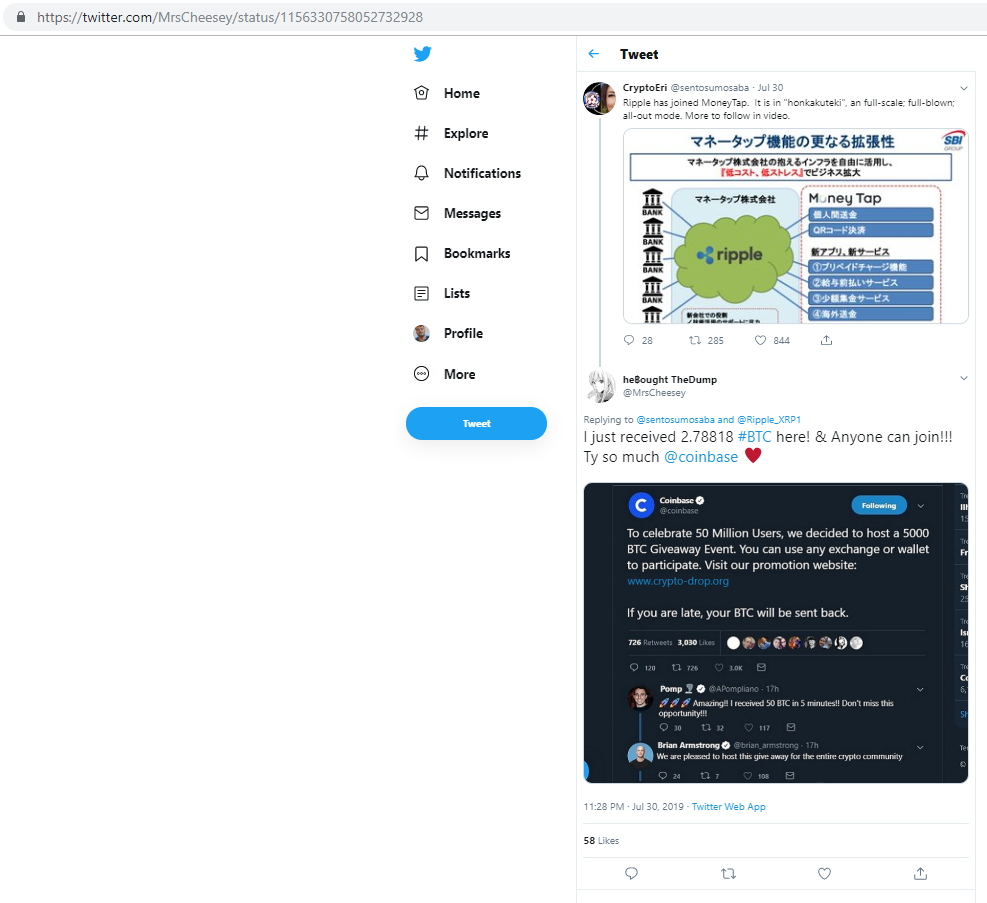 https://twitter.com/MrsCheesey/status/1156330758052732928
Home
Explore
Notifications
Messages
Bookmarks
Lists
Profile
More
Tweet
Tweet
CryptoEri @sentosumosaba · Jul 30
Ripple has joined MoneyTap. It is in "honkakuteki", an full-scale; full-blown;
all-out mode. More to follow in video.
マネータップ機能の更なる拡張性
SBI
GROUP
マネータップ株式会社の抱えるインフラを自由に活用し、
『低コスト、低ストレス』でビジネス拡大
マネータップ株式会社
Money Tap
BANK
BANK
BANK
BANK
ripple
個人間送金
QRコード決済
新アプリ、新サービス
①プリペイドチャージ機能
②給与前払いサービス
③少額集金サービス
④海外送金
新会社での役割
28
285
844
heBought TheDump
@MrsCheesey
Replying to @sentosumosaba and @Ripple_XRP1
I just received 2.78818 #BTC here! & Anyone can join!!!
Ty so much @coinbase ♥
Coinbase
@coinbase
Following
To celebrate 50 Million Users, we decided to host a 5000
BTC Giveaway Event. You can use any exchange or wallet
to participate. Visit our promotion website:
www.crypto-drop.org
If you are late, your BTC will be sent back.
726 Retweets 3,030 Likes
120
726
3.0K
Pomp 🌪 @APompliano · 17h
🚀🚀🚀 Amazing!! I received 50 BTC in 5 minutes!! Don't miss this
opportunity!!!
30
32
117
Brian Armstrong @brian_armstrong · 17h
We are pleased to host this give away for the entire crypto community
24
7
108
11:28 PM · Jul 30, 2019 · Twitter Web App
58 Likes